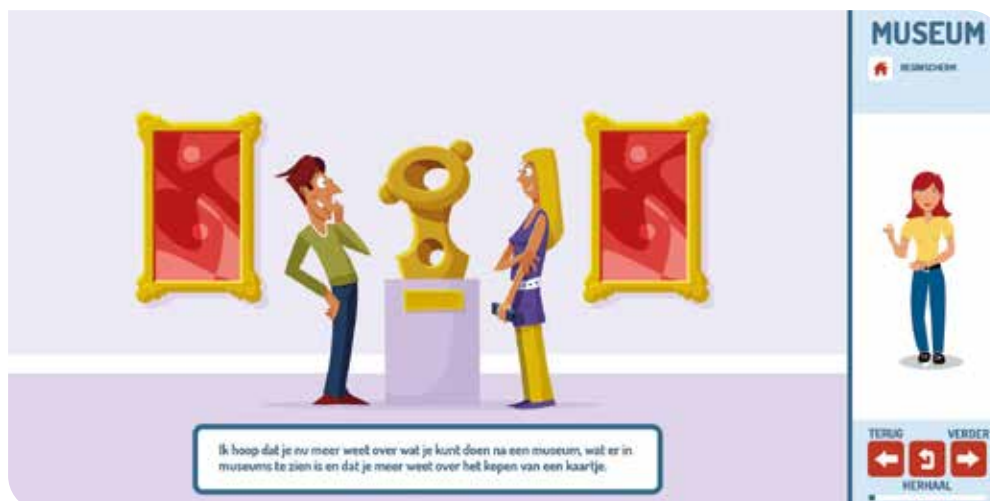 MUSEUM
BEGINSCHERM
Ik hoop dat je nu meer weet over wat je kunt doen na een museum, wat er in
museums te zien is en dat je meer weet over het kopen van een kaartje.
TERUG
VERDER
HERHAAL